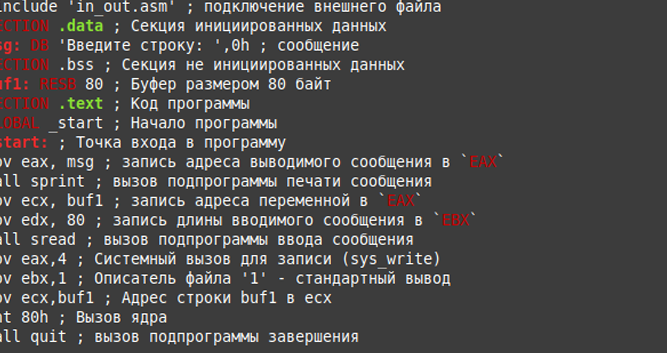 include 'in_out.asm' ; подключение внешнего файла
ECTION .data ; Секция инициированных данных
sg: DB 'Введите строку: ',0h ; сообщение
ECTION .bss ; Секция не инициированных данных
uf1: RESB 80 ; Буфер размером 80 байт
ECTION .text ; Код программы
LOBAL _start ; Начало программы
start: ; Точка входа в программу
ov eax, msg ; запись адреса выводимого сообщения в `EAX`
all sprint ; вызов подпрограммы печати сообщения
ov ecx, buf1 ; запись адреса переменной в `EAX`
ov edx, 80 ; запись длины вводимого сообщения в `EBX`
all sread ; вызов подпрограммы ввода сообщения
ov eax,4 ; Системный вызов для записи (sys_write)
ov ebx,1 ; Описатель файла '1' - стандартный вывод
ov ecx,buf1 ; Адрес строки buf1 в ecx
nt 80h ; Вызов ядра
all quit ; вызов подпрограммы завершения